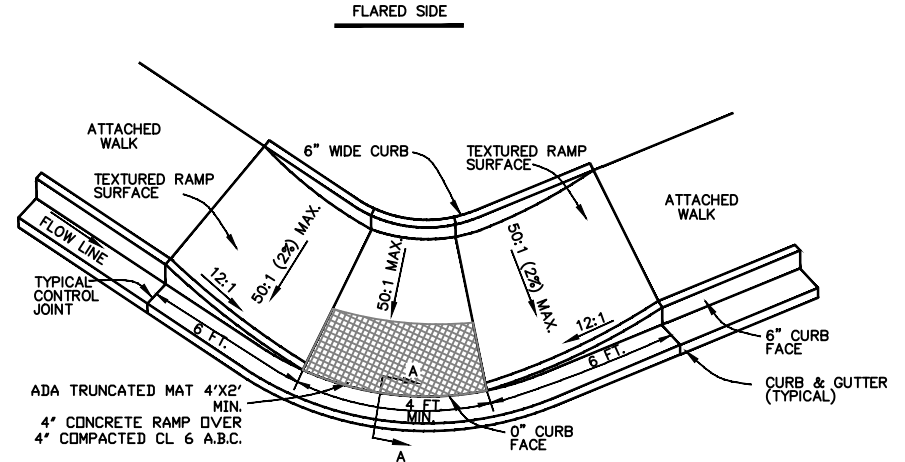 FLARED SIDE
ATTACHED
WALK
6" WIDE CURB
TEXTURED RAMP
SURFACE
TEXTURED RAMP
SURFACE
ATTACHED
WALK
FLOW LINE
12:1
50:1 (2%) MAX.
50:1 MAX.
50:1 (2%) MAX.
12:1
TYPICAL
CONTROL
JOINT
6 FT.
6 FT.
6" CURB
FACE
A
ADA TRUNCATED MAT 4'X2'
MIN.
4" CONCRETE RAMP OVER
4" COMPACTED CL 6 A.B.C.
4 FT.
MIN.
CURB & GUTTER
(TYPICAL)
0" CURB
FACE
A